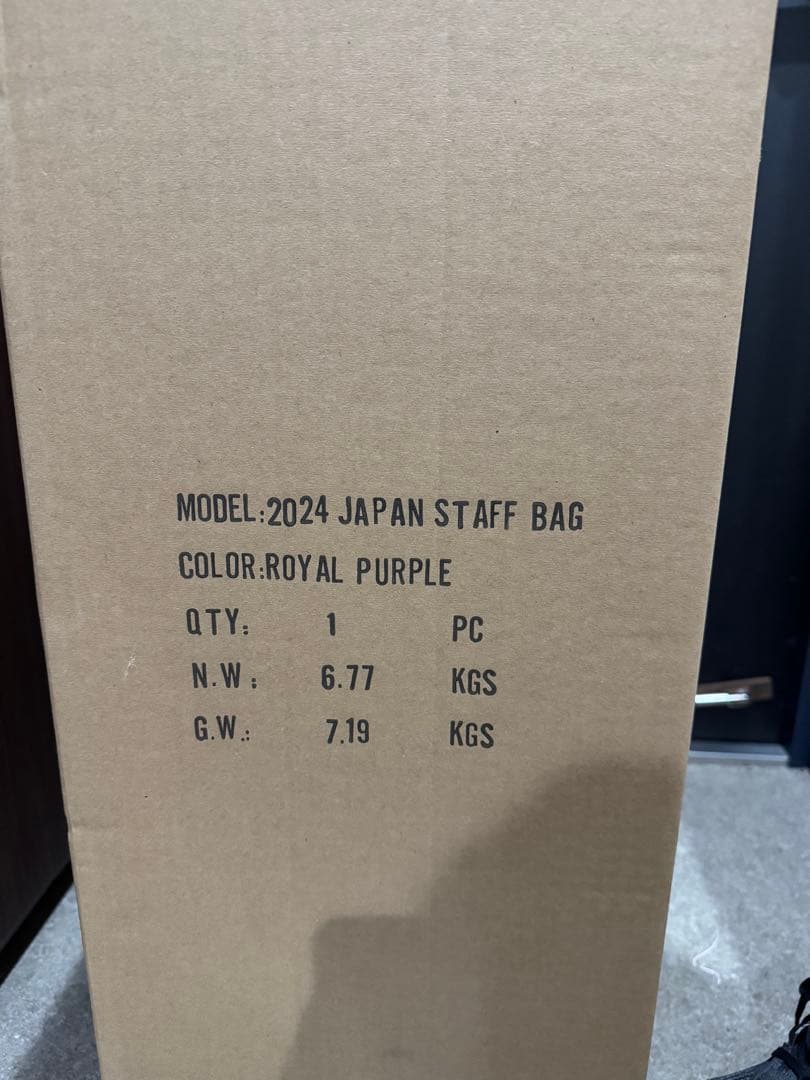 MODEL:2024 JAPAN STAFF BAG
COLOR:ROYAL PURPLE
QTY: 1 PC
N.W: 6.77 KGS
G.W.: 7.19 KGS